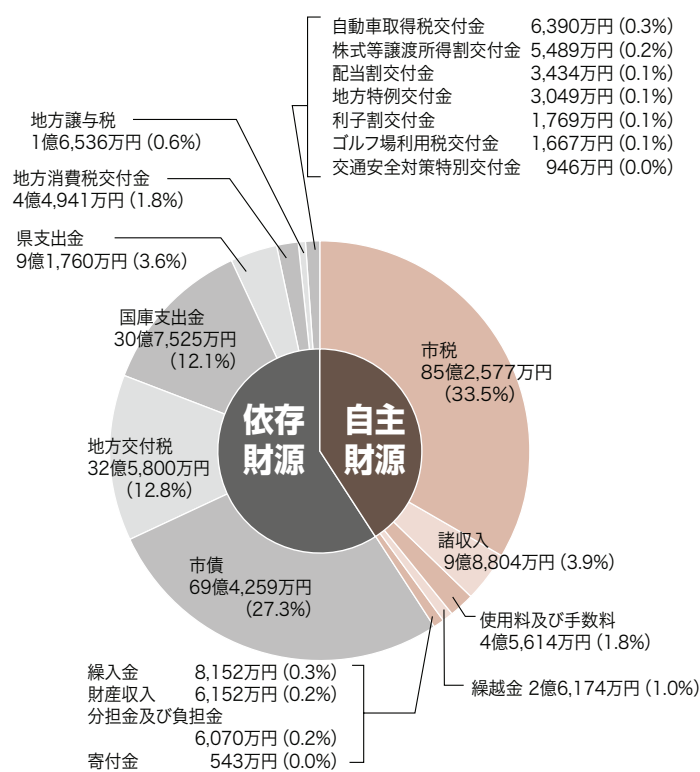 自動車取得税交付金 6,390万円(0.3%)
株式等譲渡所得割交付金 5,489万円(0.2%)
配当割交付金 3,434万円(0.1%)
地方特例交付金 3,049万円(0.1%)
利子割交付金 1,769万円(0.1%)
ゴルフ場利用税交付金 1,667万円(0.1%)
交通安全対策特別交付金 946万円(0.0%)
地方譲与税
1億6,536万円(0.6%)
地方消費税交付金
4億4,941万円(1.8%)
県支出金
9億1,760万円(3.6%)
国庫支出金
30億7,525万円
(12.1%)
地方交付税
32億5,800万円
(12.8%)
市債
69億4,259万円
(27.3%)
依存
財源
自主
財源
市税
85億2,577万円
(33.5%)
諸収入
9億8,804万円(3.9%)
使用料及び手数料
4億5,614万円(1.8%)
繰越金 2億6,174万円(1.0%)
繰入金 8,152万円(0.3%)
財産収入 6,152万円(0.2%)
分担金及び負担金
6,070万円(0.2%)
寄付金 543万円(0.0%)